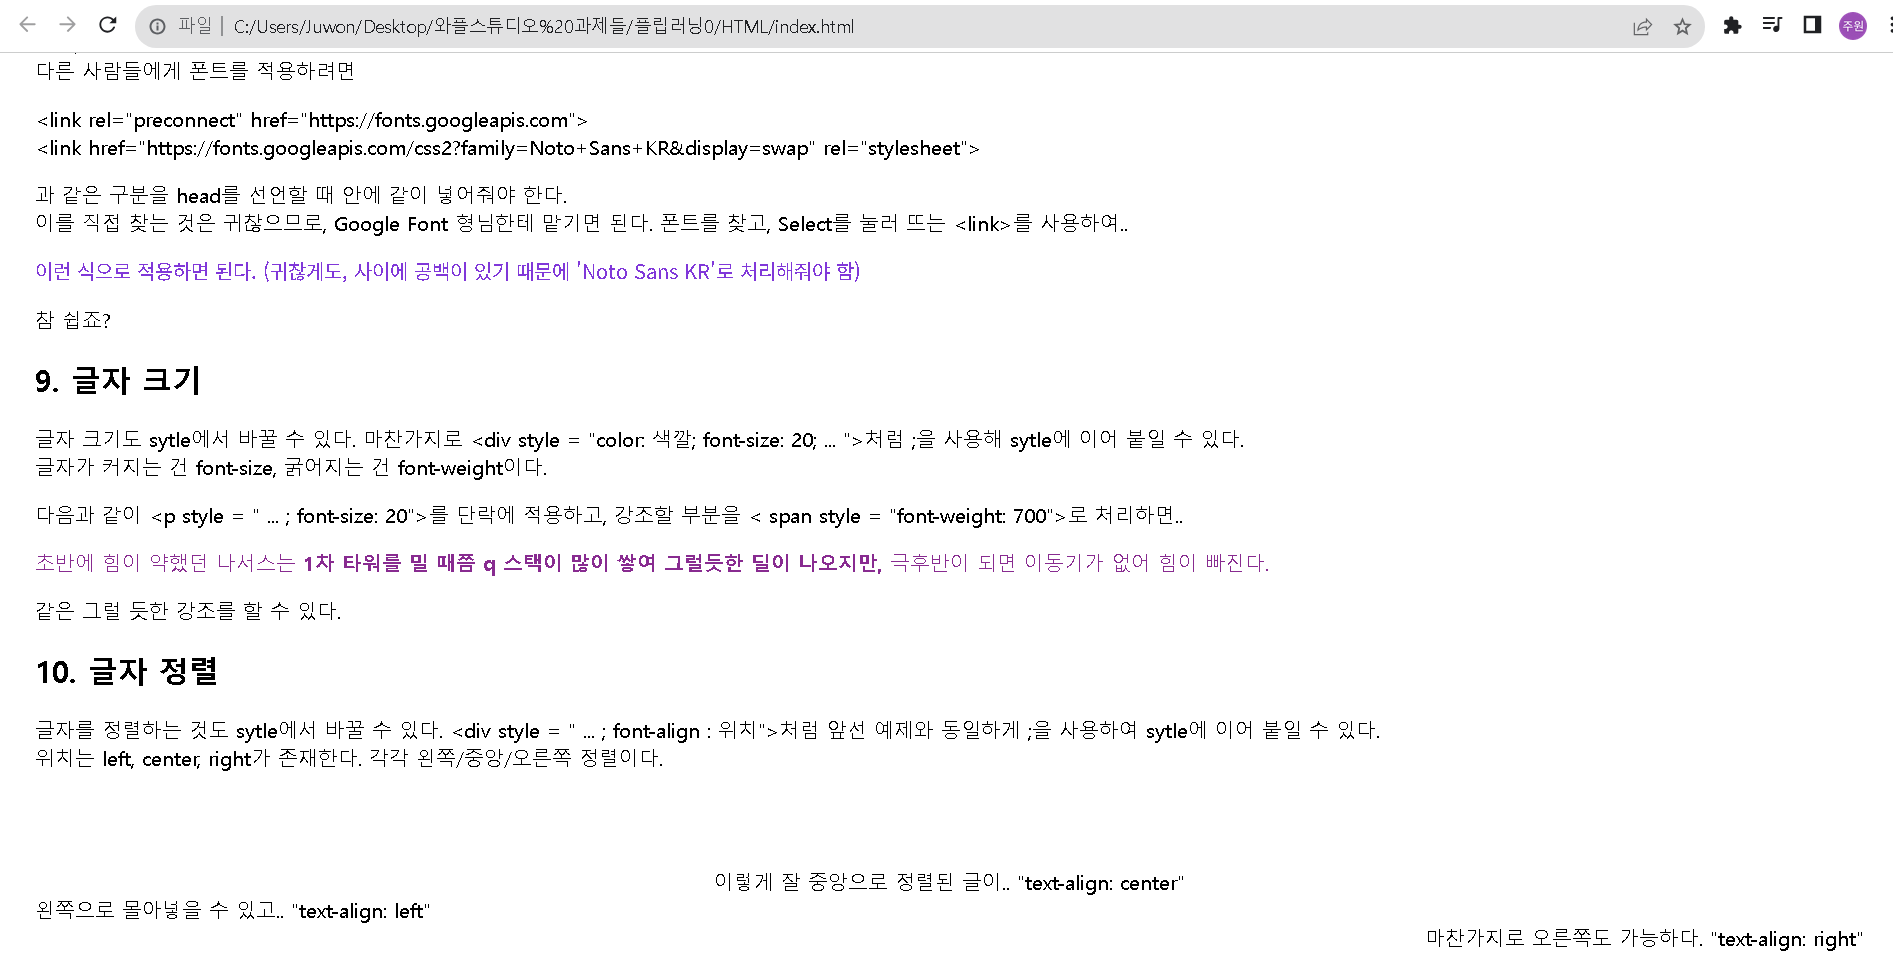 파일 | C:/Users/Juwon/Desktop/와플스튜디오%20과제들/플립러닝0/HTML/index.html
주원
다른 사람들에게 폰트를 적용하려면
<link rel="preconnect" href="https://fonts.googleapis.com">
<link href="https://fonts.googleapis.com/css2?family=Noto+Sans+KR&display=swap" rel="stylesheet">
과 같은 구분을 head를 선언할 때 안에 같이 넣어줘야 한다.
이를 직접 찾는 것은 귀찮으므로, Google Font 형님한테 맡기면 된다. 폰트를 찾고, Select를 눌러 뜨는 <link>를 사용하여..
이런 식으로 적용하면 된다. (귀찮게도, 사이에 공백이 있기 때문에 'Noto Sans KR'로 처리해줘야 함)
참 쉽죠?
9. 글자 크기
글자 크기도 sytle에서 바꿀 수 있다. 마찬가지로 <div style = "color: 색깔; font-size: 20; ... ">처럼 ;을 사용해 sytle에 이어 붙일 수 있다.
글자가 커지는 건 font-size, 굵어지는 건 font-weight이다.
다음과 같이 <p style = " ... ; font-size: 20">를 단락에 적용하고, 강조할 부분을 < span style = "font-weight: 700">로 처리하면..
초반에 힘이 약했던 나서스는 1차 타워를 밀 때쯤 q 스택이 많이 쌓여 그럴듯한 딜이 나오지만, 극후반이 되면 이동기가 없어 힘이 빠진다.
같은 그럴 듯한 강조를 할 수 있다.
10. 글자 정렬
글자를 정렬하는 것도 sytle에서 바꿀 수 있다. <div style = " ... ; font-align : 위치">처럼 앞선 예제와 동일하게 ;을 사용하여 sytle에 이어 붙일 수 있다.
위치는 left, center, right가 존재한다. 각각 왼쪽/중앙/오른쪽 정렬이다.
이렇게 잘 중앙으로 정렬된 글이.. "text-align: center"
왼쪽으로 몰아넣을 수 있고.. "text-align: left"
마찬가지로 오른쪽도 가능하다. "text-align: right"